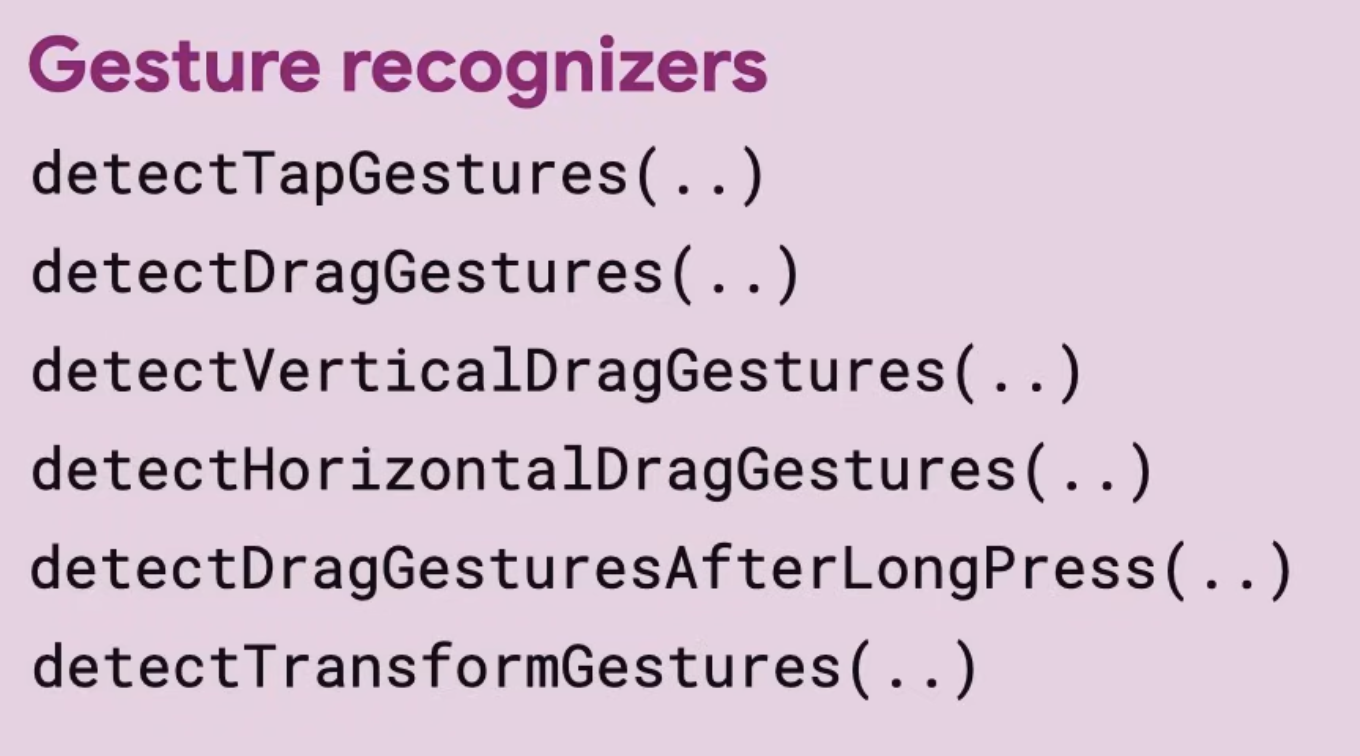 Gesture recognizers
detectTapGestures(..)
detectDragGestures(..)
detectVerticalDragGestures(..)
detectHorizontalDragGestures(..)
detectDragGesturesAfterLongPress(..)
detectTransformGestures(..)